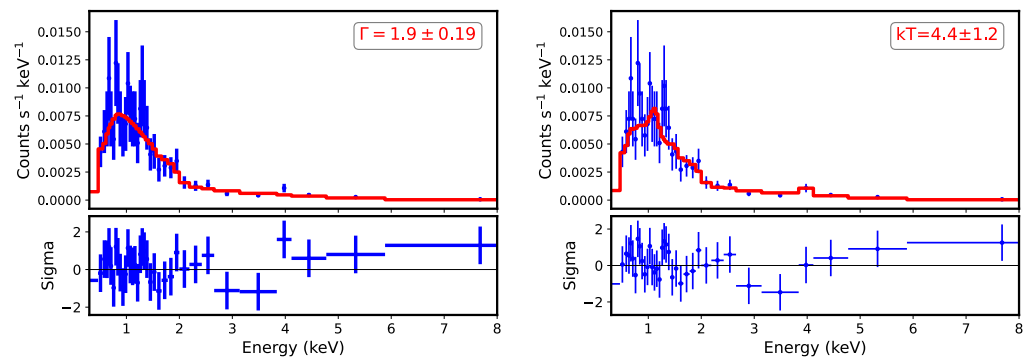 Γ = 1.9 ± 0.19
0.0150
0.0125
0.0100
0.0075
0.0050
0.0025
0.0000
Counts s⁻¹ keV⁻¹
2
0
−2
Sigma
1 2 3 4 5 6 7 8
Energy (keV)
kT=4.4±1.2
0.0150
0.0125
0.0100
0.0075
0.0050
0.0025
0.0000
Counts s⁻¹ keV⁻¹
2
0
−2
Sigma
1 2 3 4 5 6 7 8
Energy (keV)